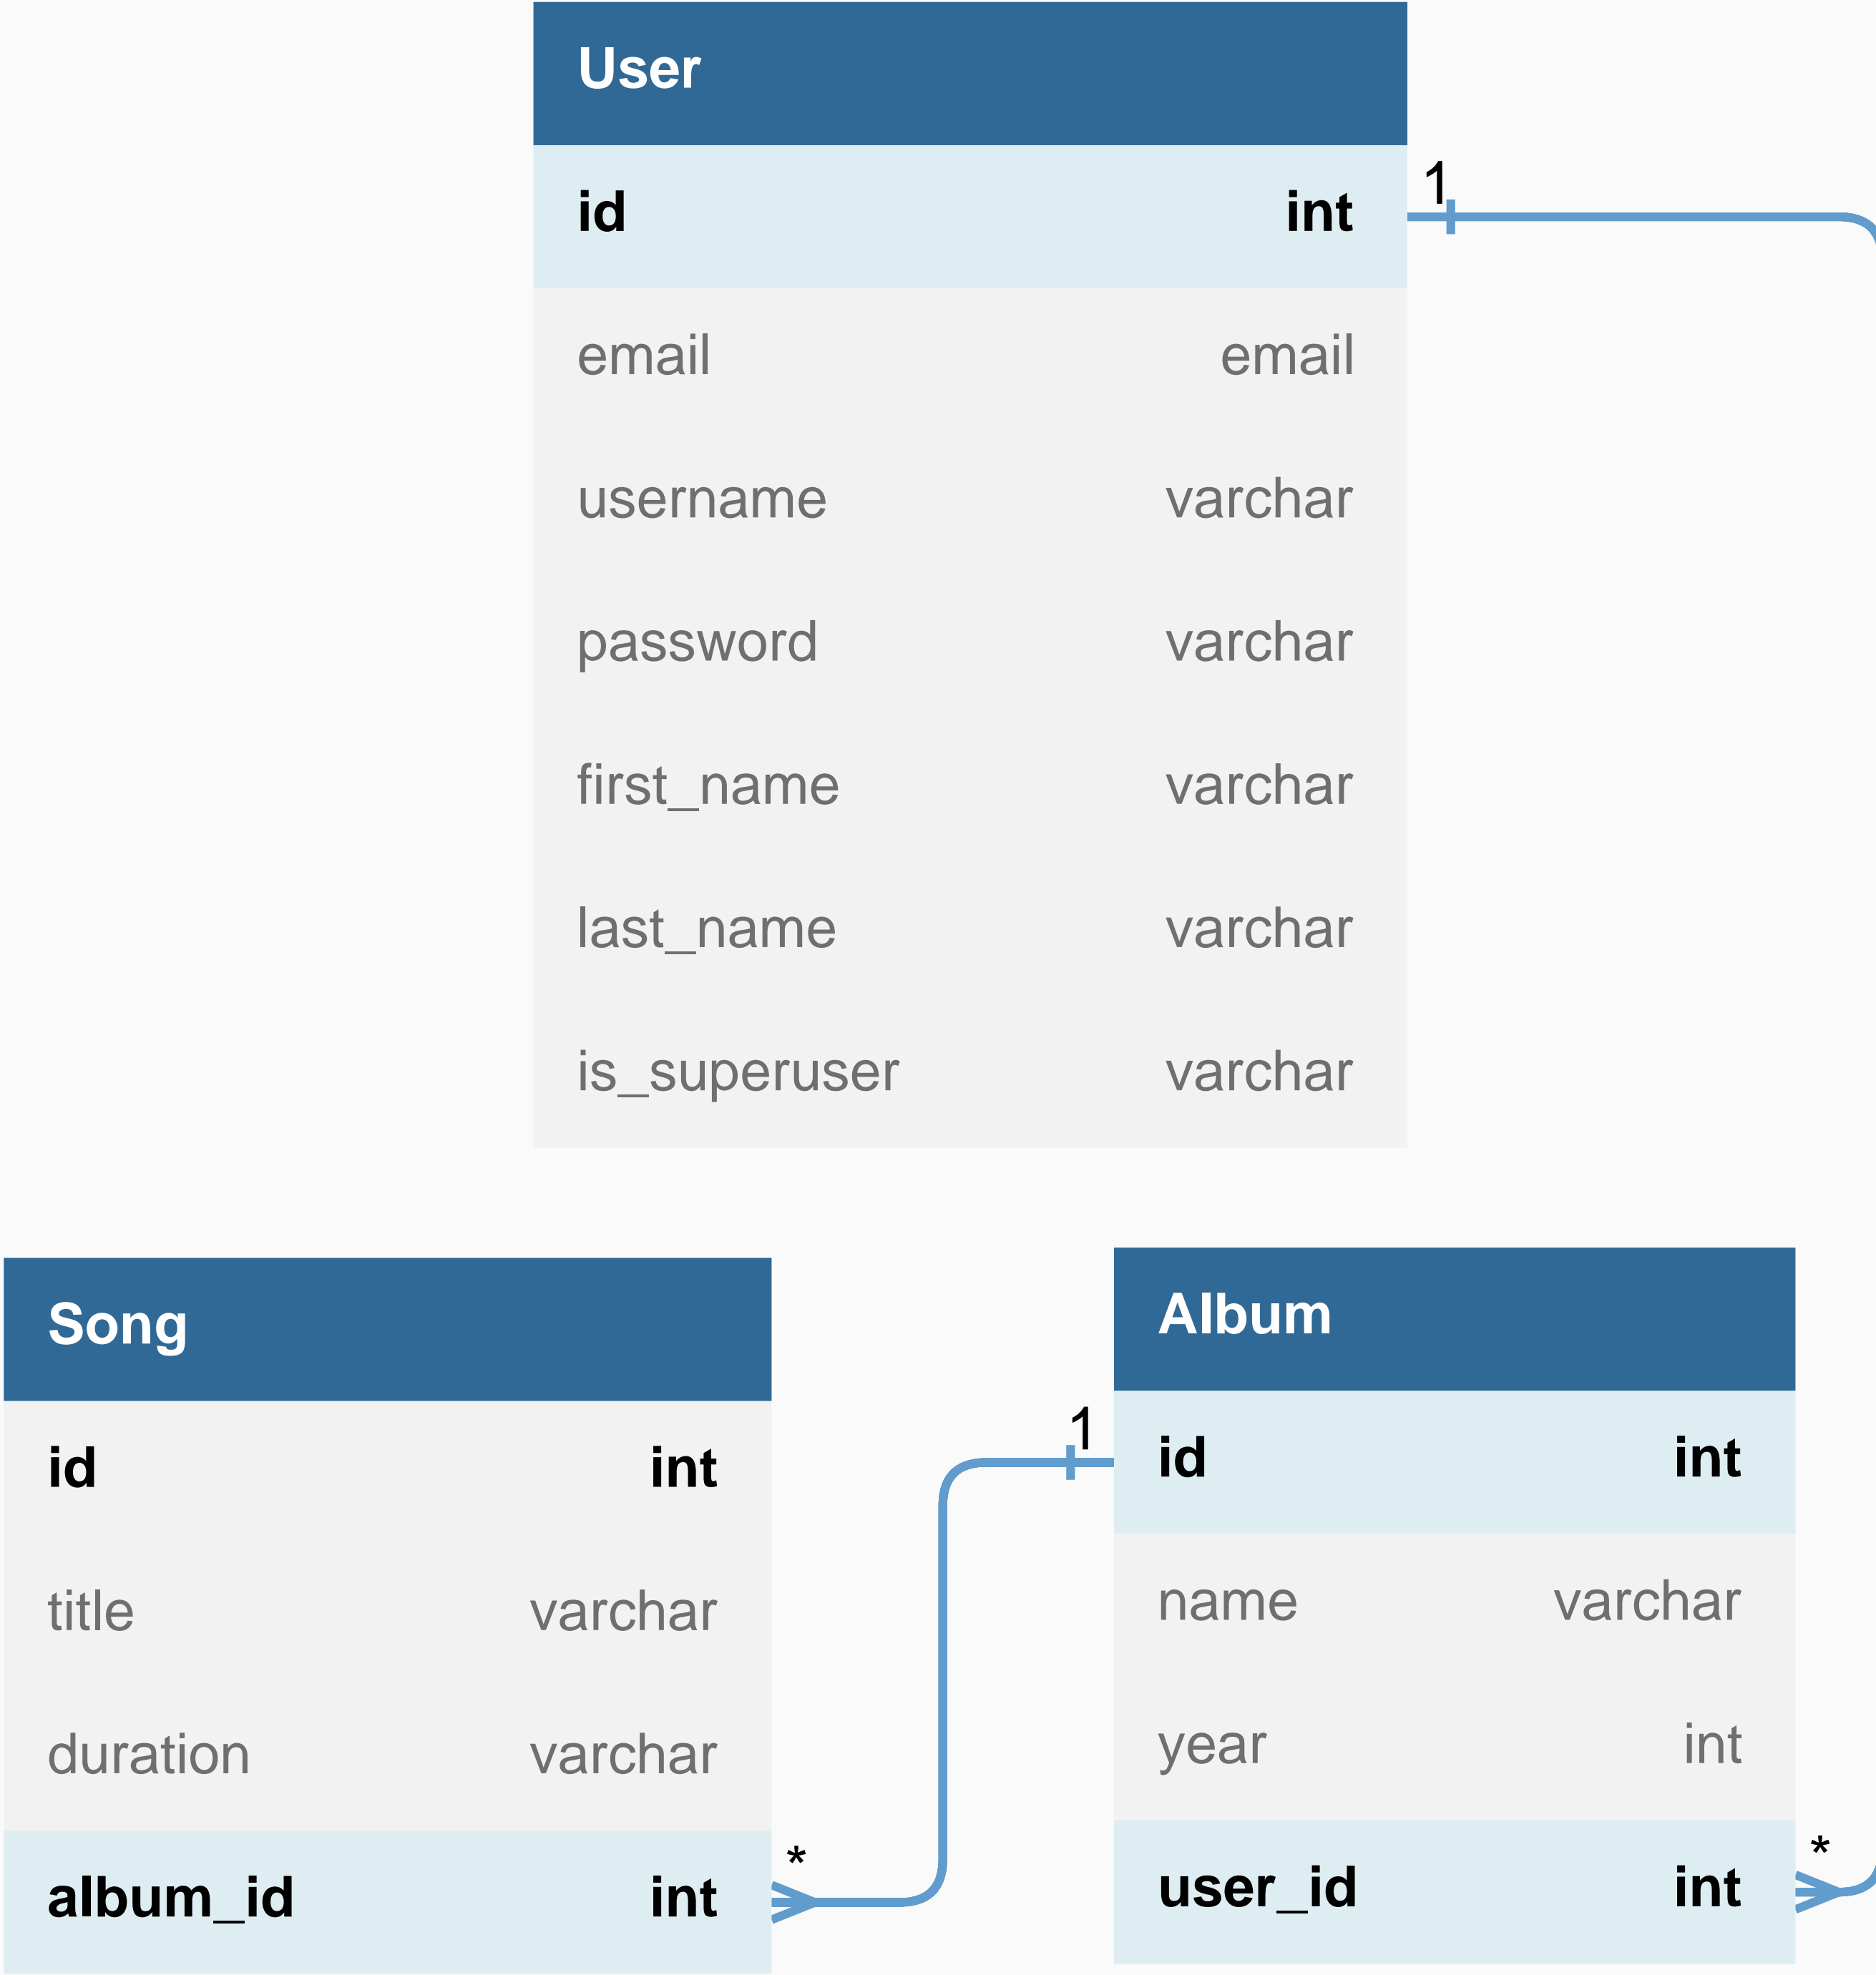 User
id int
1
email email
username varchar
password varchar
first_name varchar
last_name varchar
is_superuser varchar
Song
id int
title varchar
duration varchar
album_id int
*
1
Album
id int
name varchar
year int
user_id int
*